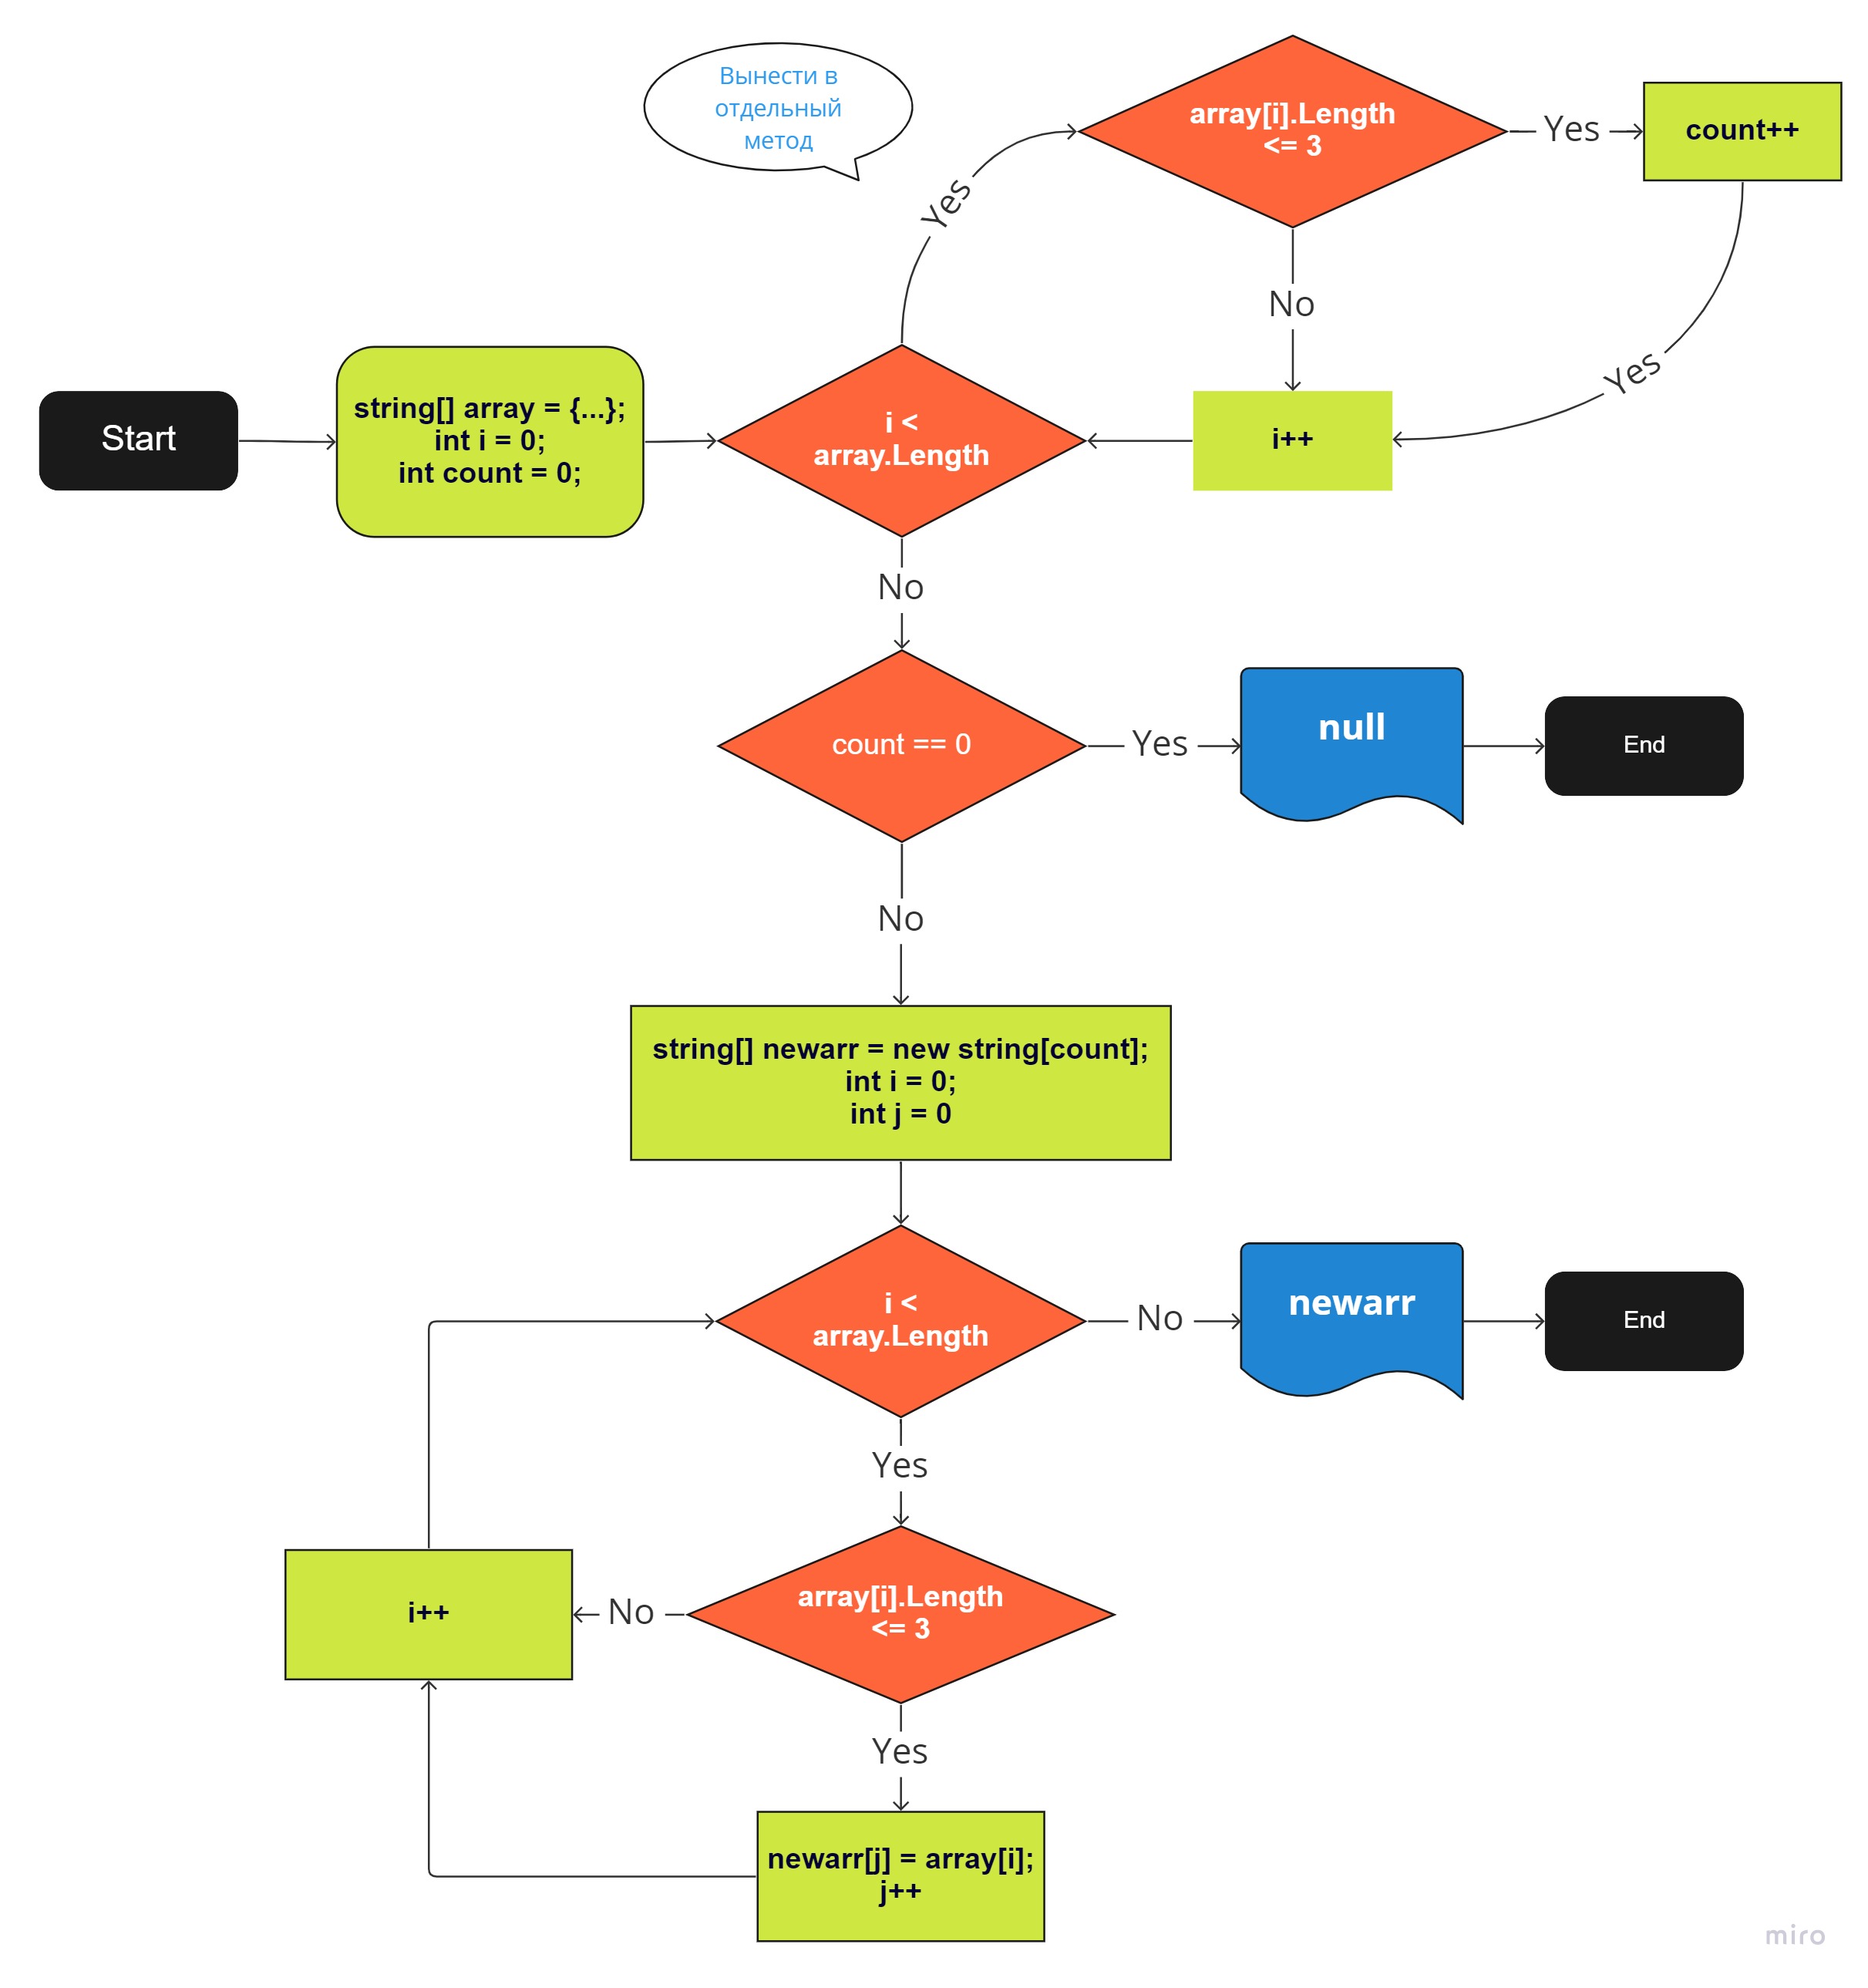 Вынести в
отдельный
метод
array[i].Length
<= 3
Yes
count++
Yes
No
Yes
Start
string[] array = {...};
int i = 0;
int count = 0;
i <
array.Length
i++
No
count == 0
Yes
null
End
No
string[] newarr = new string[count];
int i = 0;
int j = 0
i <
array.Length
No
newarr
End
Yes
i++
No
array[i].Length
<= 3
Yes
newarr[j] = array[i];
j++
miro